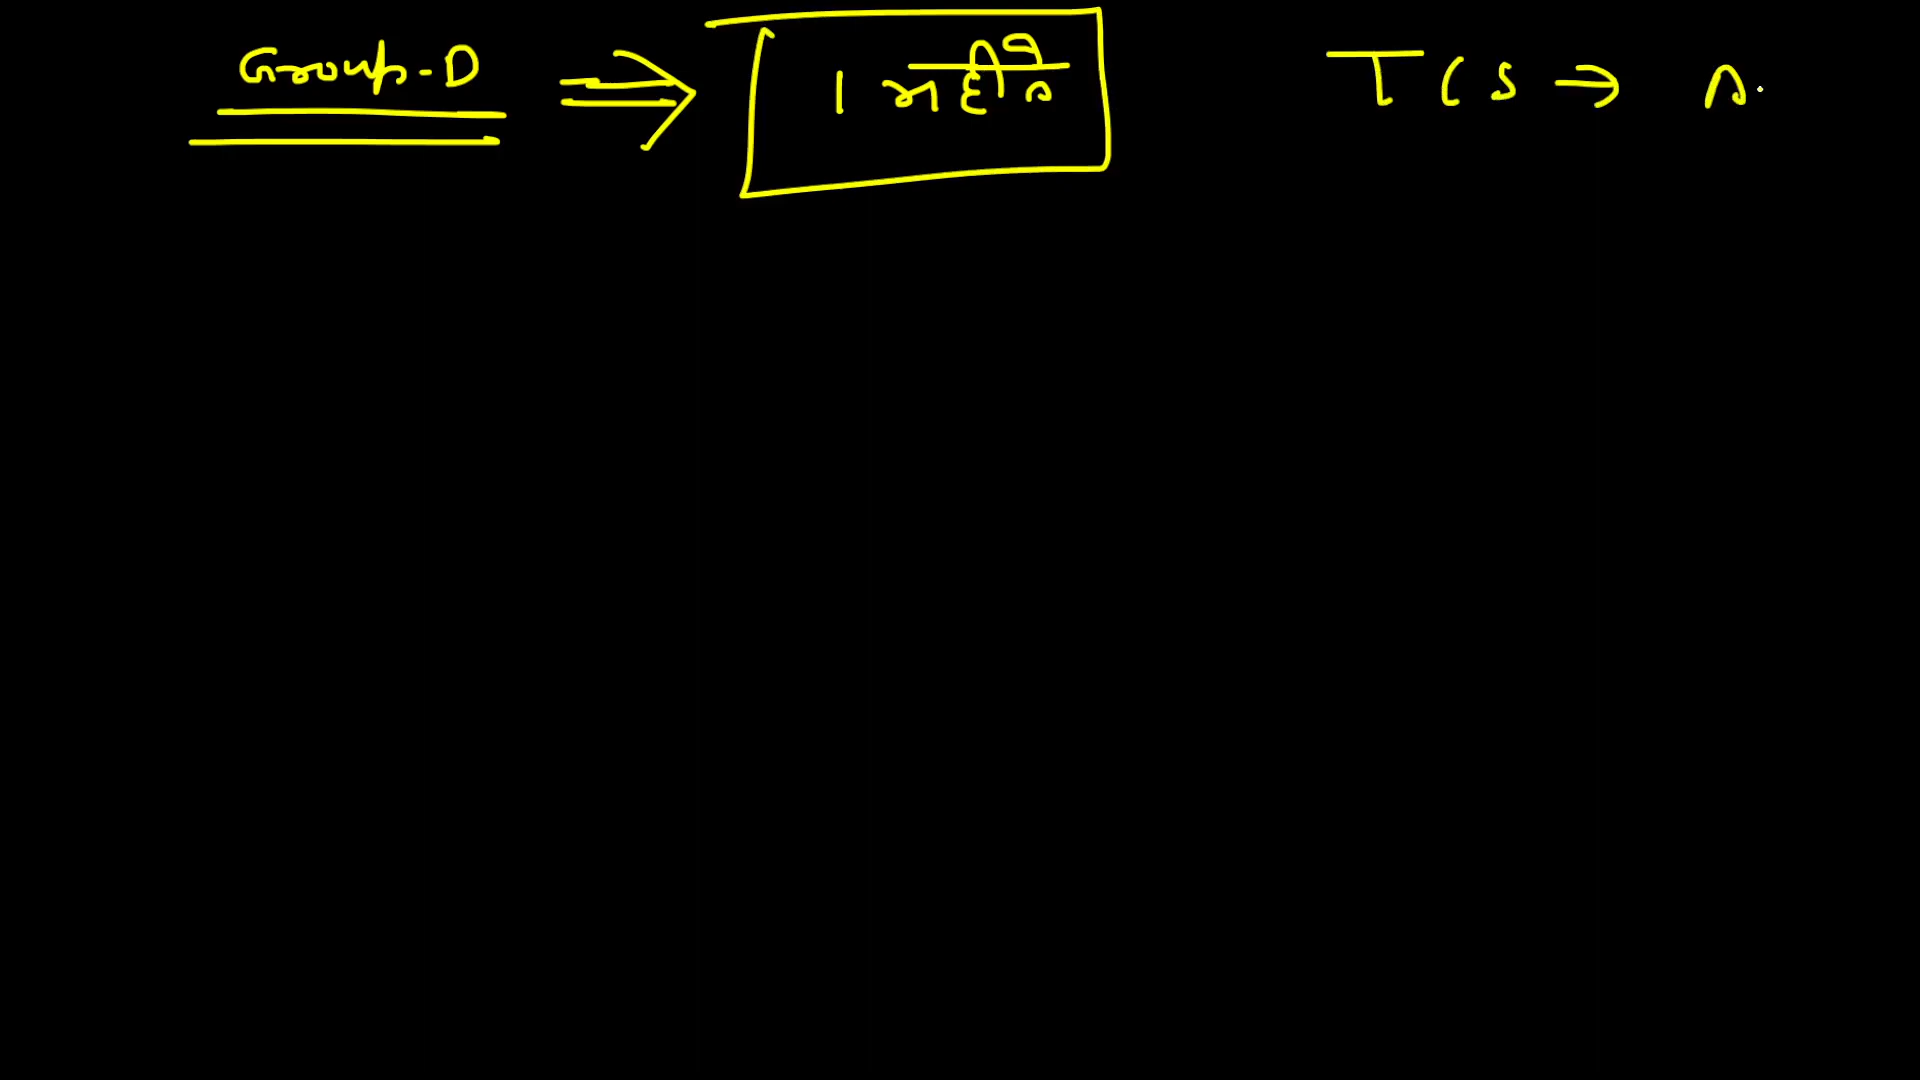 Group-D ⇒ 1 महीने TCS →